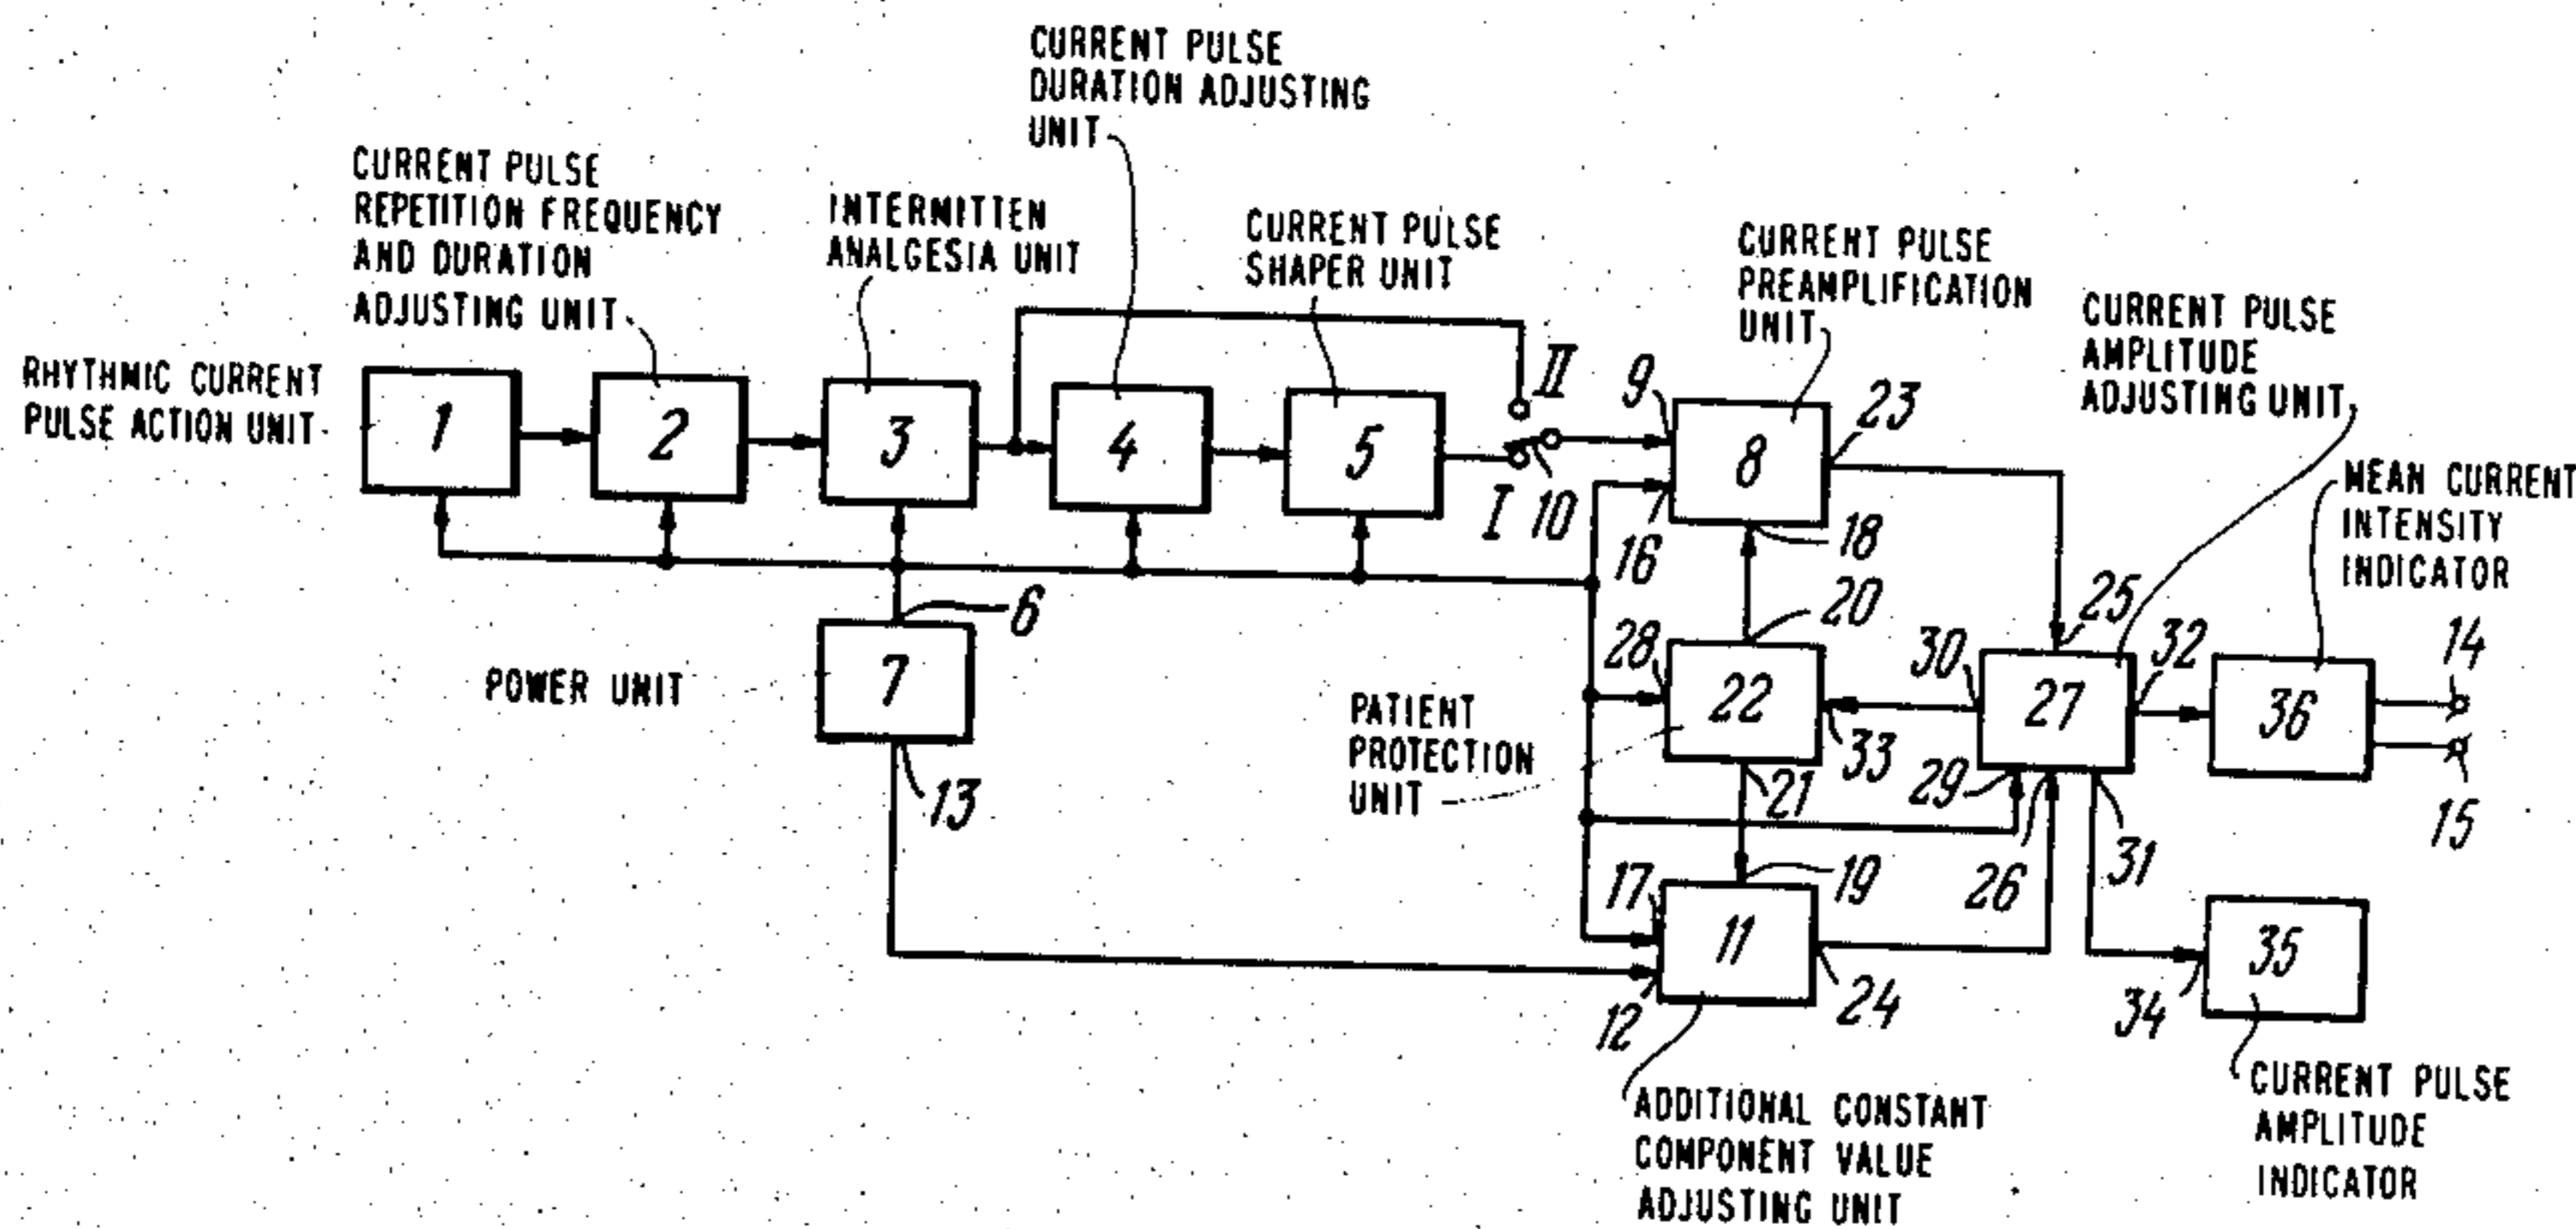 CURRENT PULSE
DURATION ADJUSTING
UNIT
CURRENT PULSE
REPETITION FREQUENCY
AND DURATION
ADJUSTING UNIT
INTERMITTEN
ANALGESIA UNIT
CURRENT PULSE
SHAPER UNIT
CURRENT PULSE
PREAMPLIFICATION
UNIT
CURRENT PULSE
AMPLITUDE
ADJUSTING UNIT
RHYTHMIC CURRENT
PULSE ACTION UNIT
MEAN CURRENT
INTENSITY
INDICATOR
1
2
3
4
5
II
I
10
9
8
23
16
18
6
7
POWER UNIT
13
20
28
22
33
21
PATIENT
PROTECTION
UNIT
30
25
27
32
29
26
31
36
14
15
17
19
11
12
24
34
35
ADDITIONAL CONSTANT
COMPONENT VALUE
ADJUSTING UNIT
CURRENT PULSE
AMPLITUDE
INDICATOR